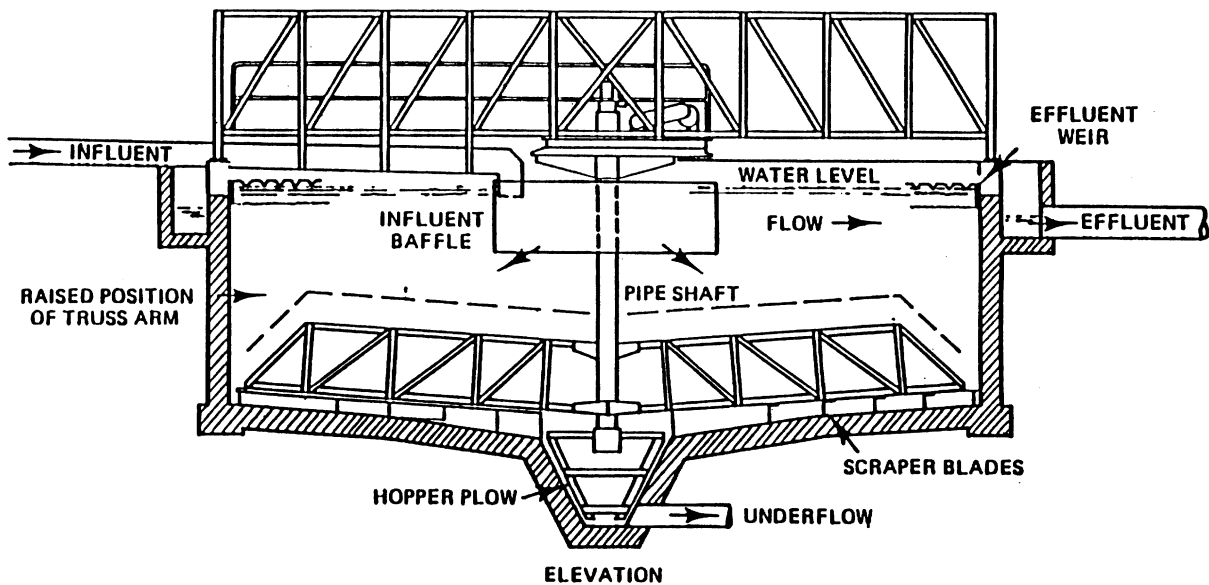 EFFLUENT
WEIR
INFLUENT
WATER LEVEL
INFLUENT
BAFFLE
FLOW
EFFLUENT
RAISED POSITION
OF TRUSS ARM
PIPE SHAFT
SCRAPER BLADES
HOPPER PLOW
UNDERFLOW
ELEVATION